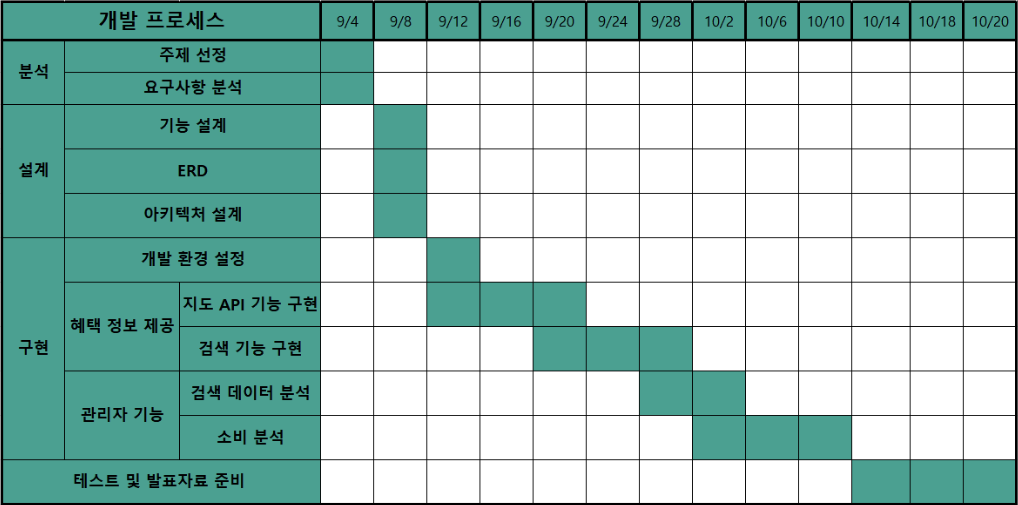 개발 프로세스 9/4 9/8 9/12 9/16 9/20 9/24 9/28 10/2 10/6 10/10 10/14 10/18 10/20
분석
주제 선정
요구사항 분석
설계
기능 설계
ERD
아키텍처 설계
구현
개발 환경 설정
혜택 정보 제공
지도 API 기능 구현
검색 기능 구현
관리자 기능
검색 데이터 분석
소비 분석
테스트 및 발표자료 준비